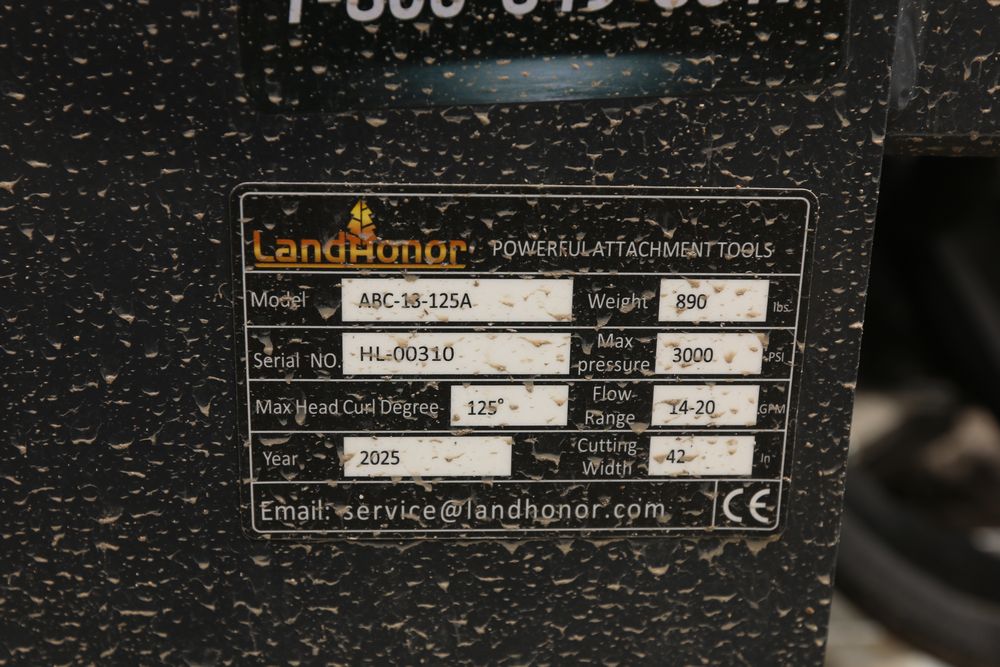 LandHonor POWERFUL ATTACHMENT TOOLS
Model ABC-13-125A Weight 890 lbs
Serial NO. HL-00310 Max pressure 3000 PSI
Max Head Curl Degree 125° Flow Range 14-20 GPM
Year 2025 Cutting Width 42 In
Email: service@landhonor.com CE